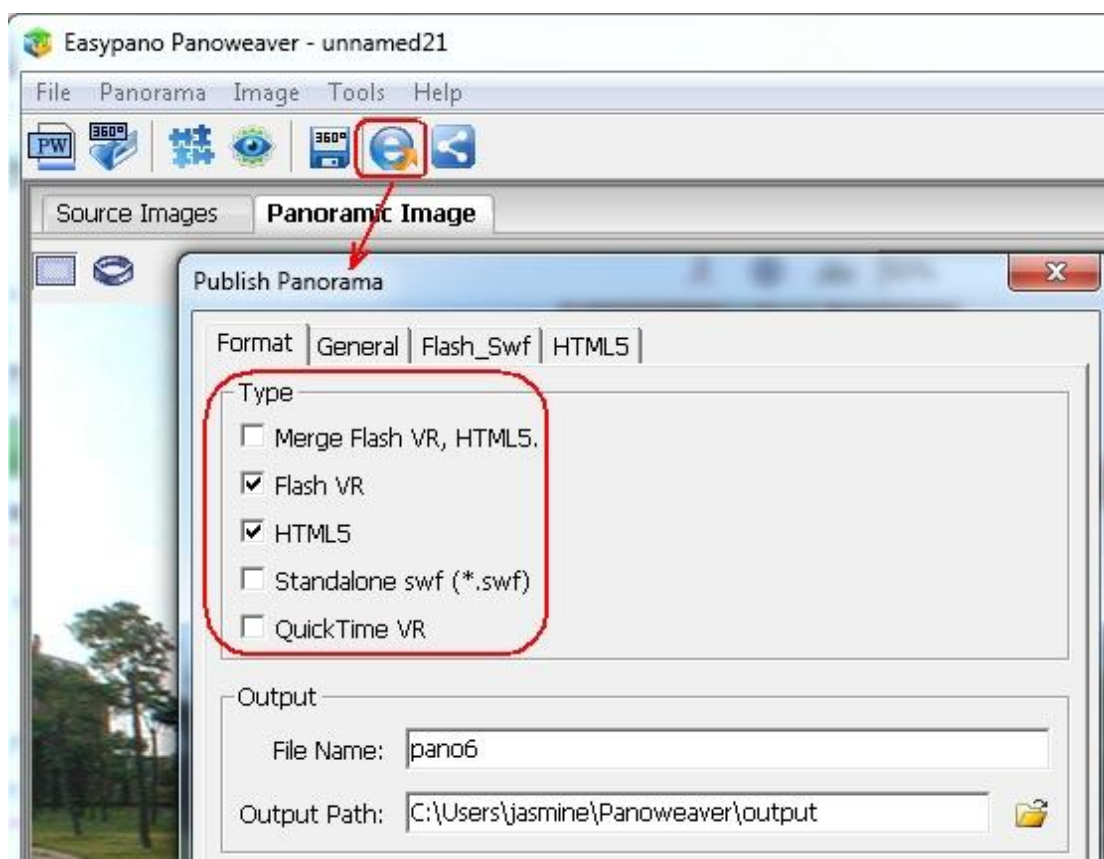 Easypano Panoweaver - unnamed21
File Panorama Image Tools Help
PW 360° 360°
Source Images Panoramic Image
Publish Panorama
Format General Flash_Swf HTML5
Type
Merge Flash VR, HTML5.
Flash VR
HTML5
Standalone swf (*.swf)
QuickTime VR
Output
File Name: pano6
Output Path: C:\Users\jasmine\Panoweaver\output